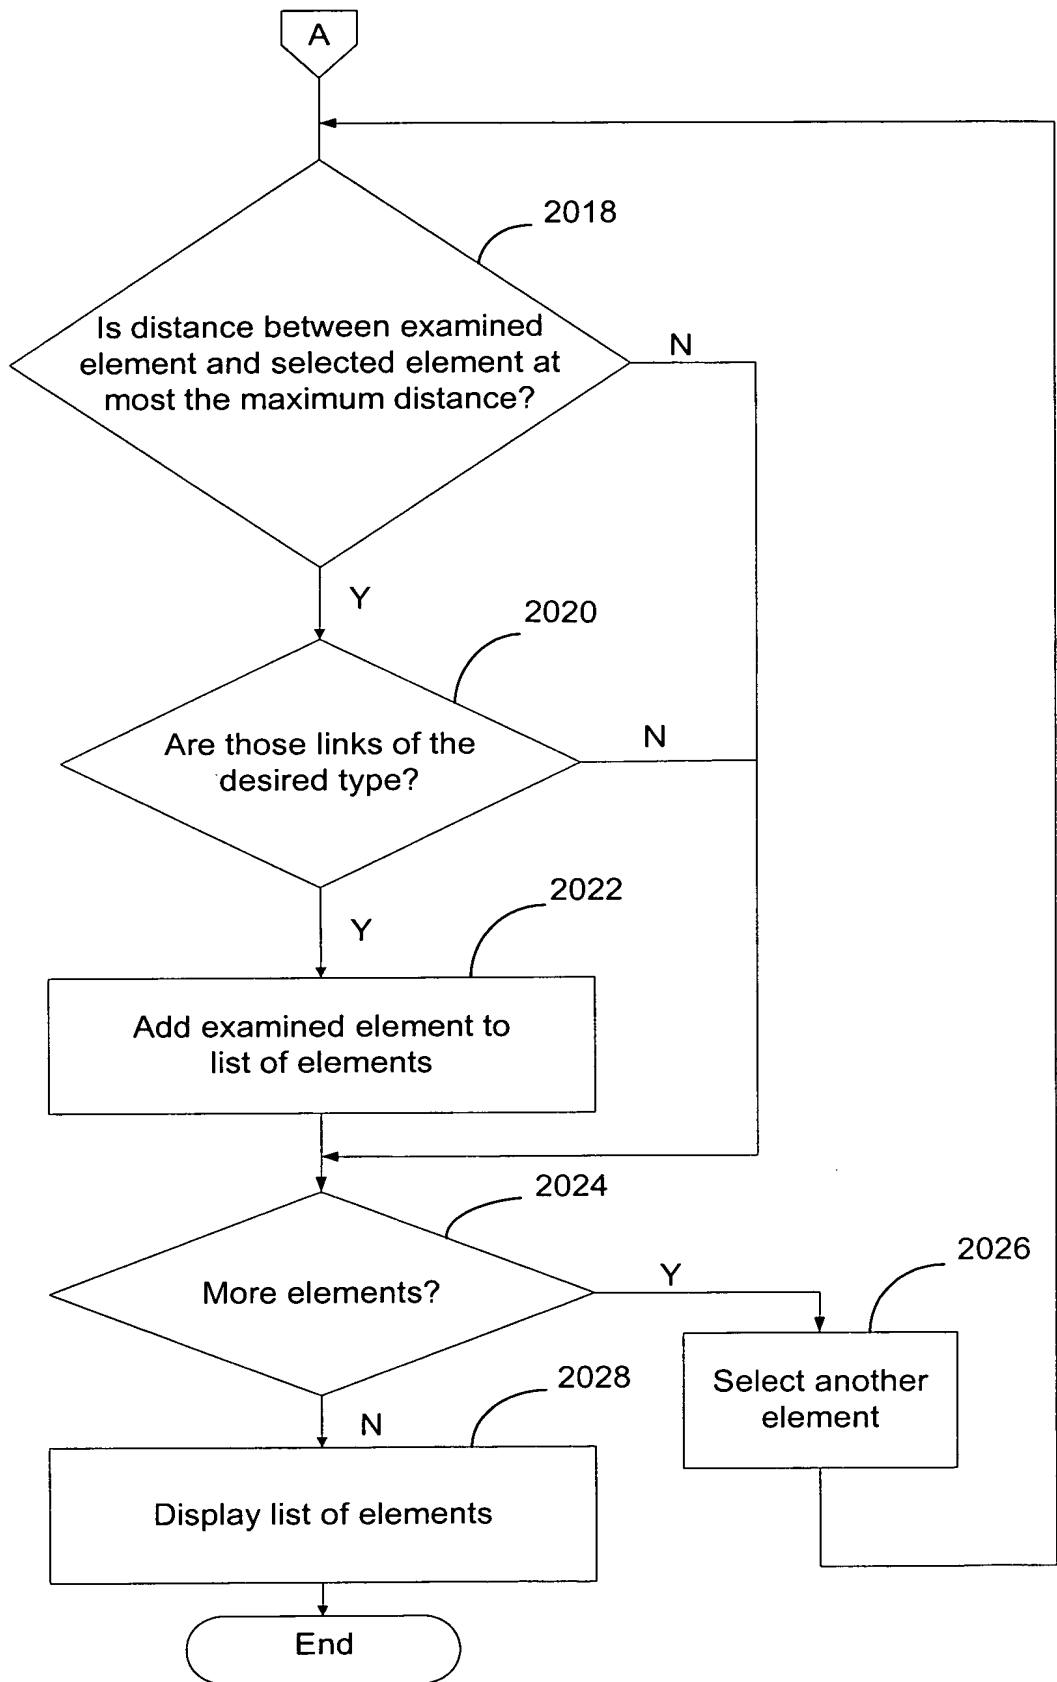 A
2018
Is distance between examined
element and selected element at
most the maximum distance?
N
Y
2020
Are those links of the
desired type?
N
2022
Y
Add examined element to
list of elements
2024
More elements?
Y
2026
Select another
element
2028
N
Display list of elements
End